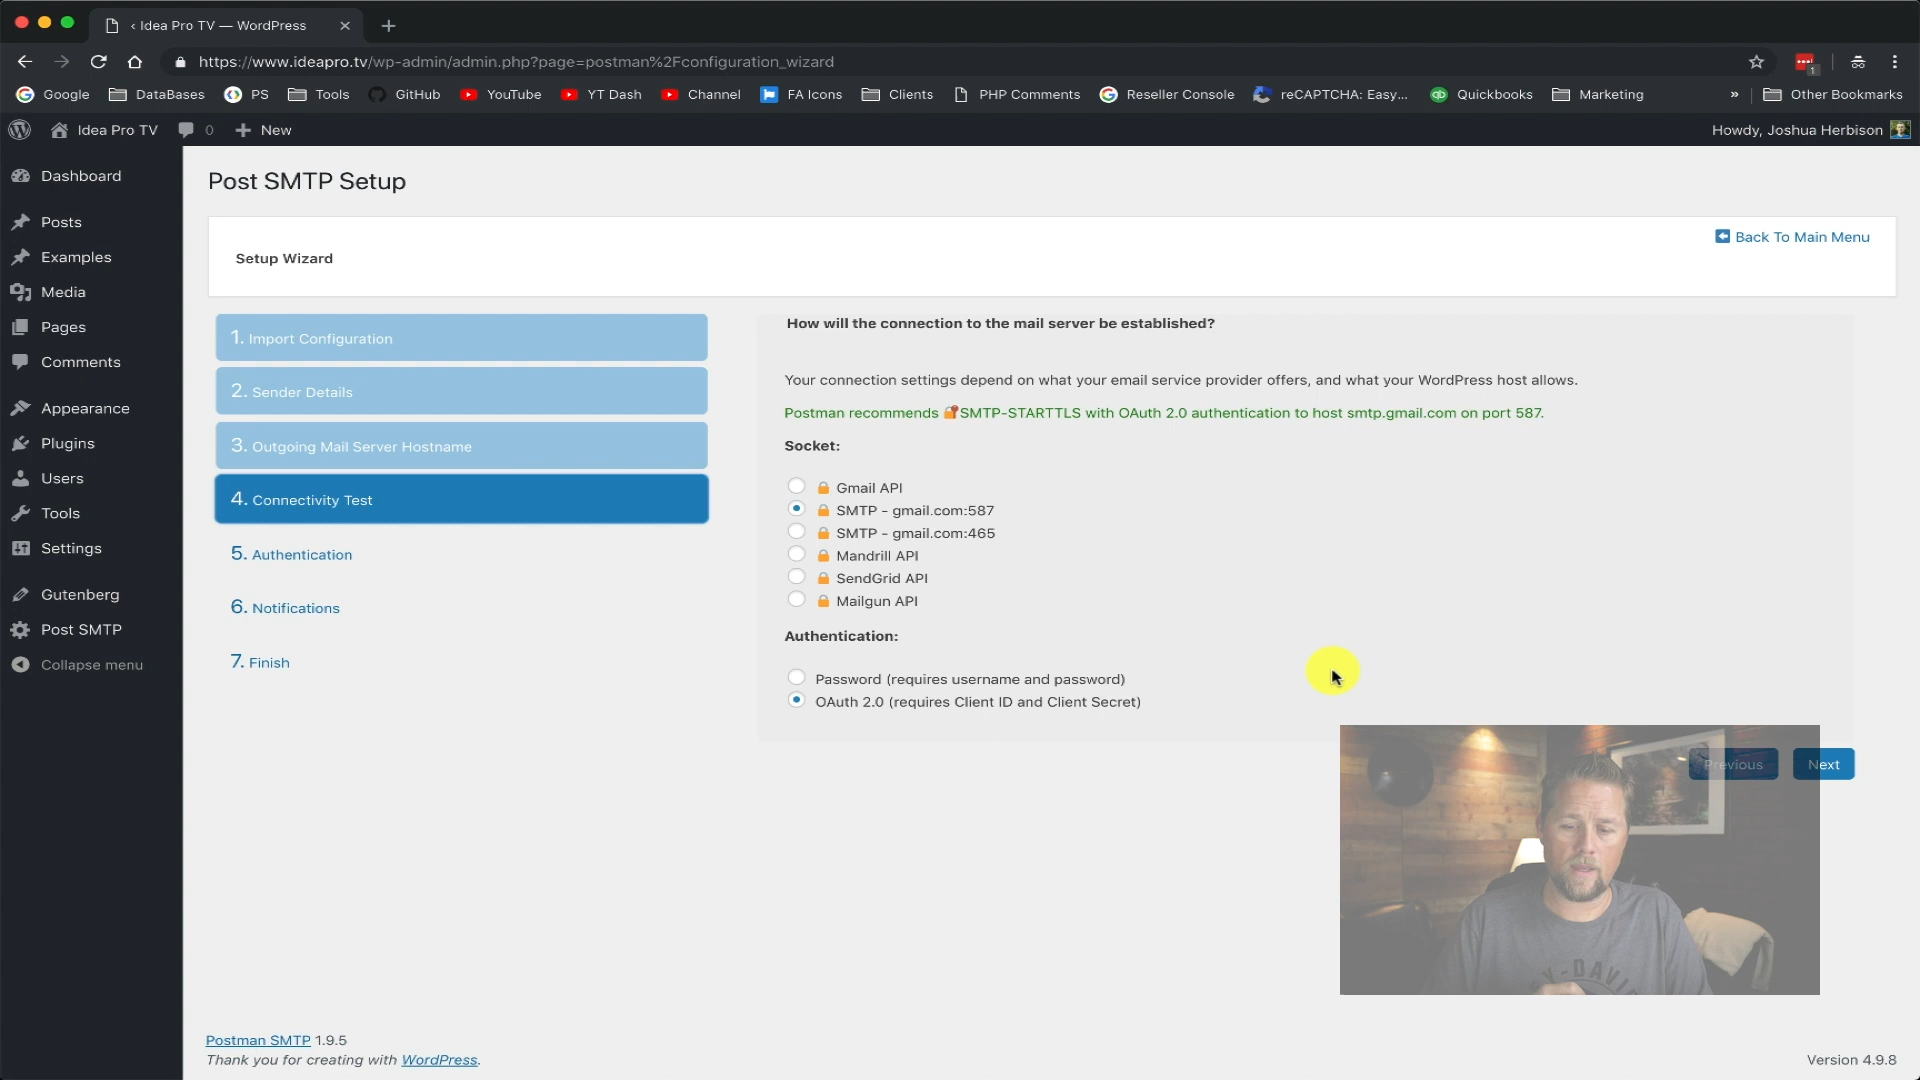 ‹ Idea Pro TV — WordPress
https://www.ideapro.tv/wp-admin/admin.php?page=postman%2Fconfiguration_wizard
1
Google DataBases PS Tools GitHub YouTube YT Dash Channel FA Icons Clients PHP Comments Reseller Console reCAPTCHA: Easy... Quickbooks Marketing » Other Bookmarks
Idea Pro TV 0 New Howdy, Joshua Herbison
Dashboard
Posts
Examples
Media
Pages
Comments
Appearance
Plugins
Users
Tools
Settings
Gutenberg
Post SMTP
Collapse menu
Post SMTP Setup
Back To Main Menu
Setup Wizard
1. Import Configuration
2. Sender Details
3. Outgoing Mail Server Hostname
4. Connectivity Test
5. Authentication
6. Notifications
7. Finish
How will the connection to the mail server be established?
Your connection settings depend on what your email service provider offers, and what your WordPress host allows.
Postman recommends SMTP-STARTTLS with OAuth 2.0 authentication to host smtp.gmail.com on port 587.
Socket:
Gmail API
SMTP - gmail.com:587
SMTP - gmail.com:465
Mandrill API
SendGrid API
Mailgun API
Authentication:
Password (requires username and password)
OAuth 2.0 (requires Client ID and Client Secret)
Previous Next
Postman SMTP 1.9.5
Thank you for creating with WordPress.
Version 4.9.8